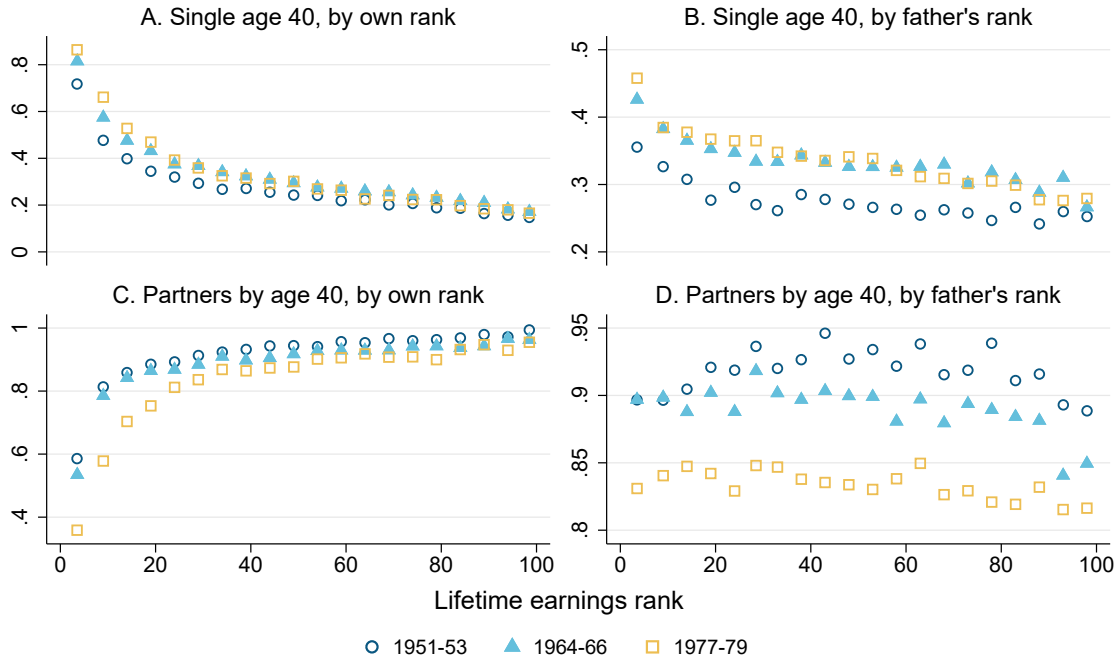 A. Single age 40, by own rank
B. Single age 40, by father's rank
.8
.6
.4
.2
0
.5
.4
.3
.2
C. Partners by age 40, by own rank
D. Partners by age 40, by father's rank
1
.8
.6
.4
.95
.9
.85
.8
0 20 40 60 80 100
0 20 40 60 80 100
Lifetime earnings rank
1951-53 1964-66 1977-79